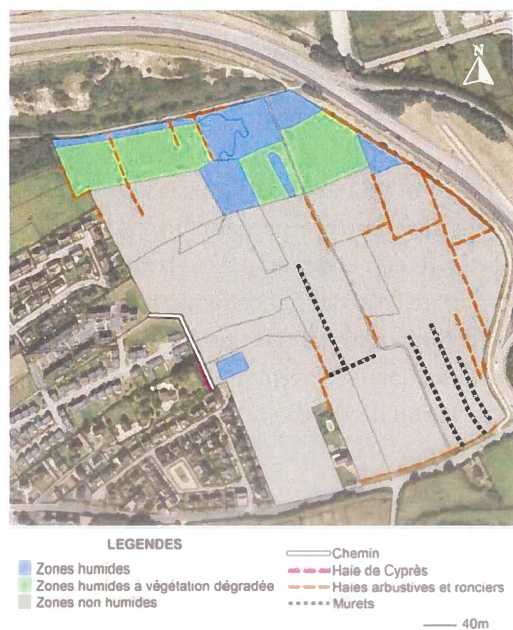 N
LEGENDES
Zones humides
Zones humides à végétation dégradée
Zones non humides
Chemin
Haie de Cyprès
Haies arbustives et ronciers
Murets
40m